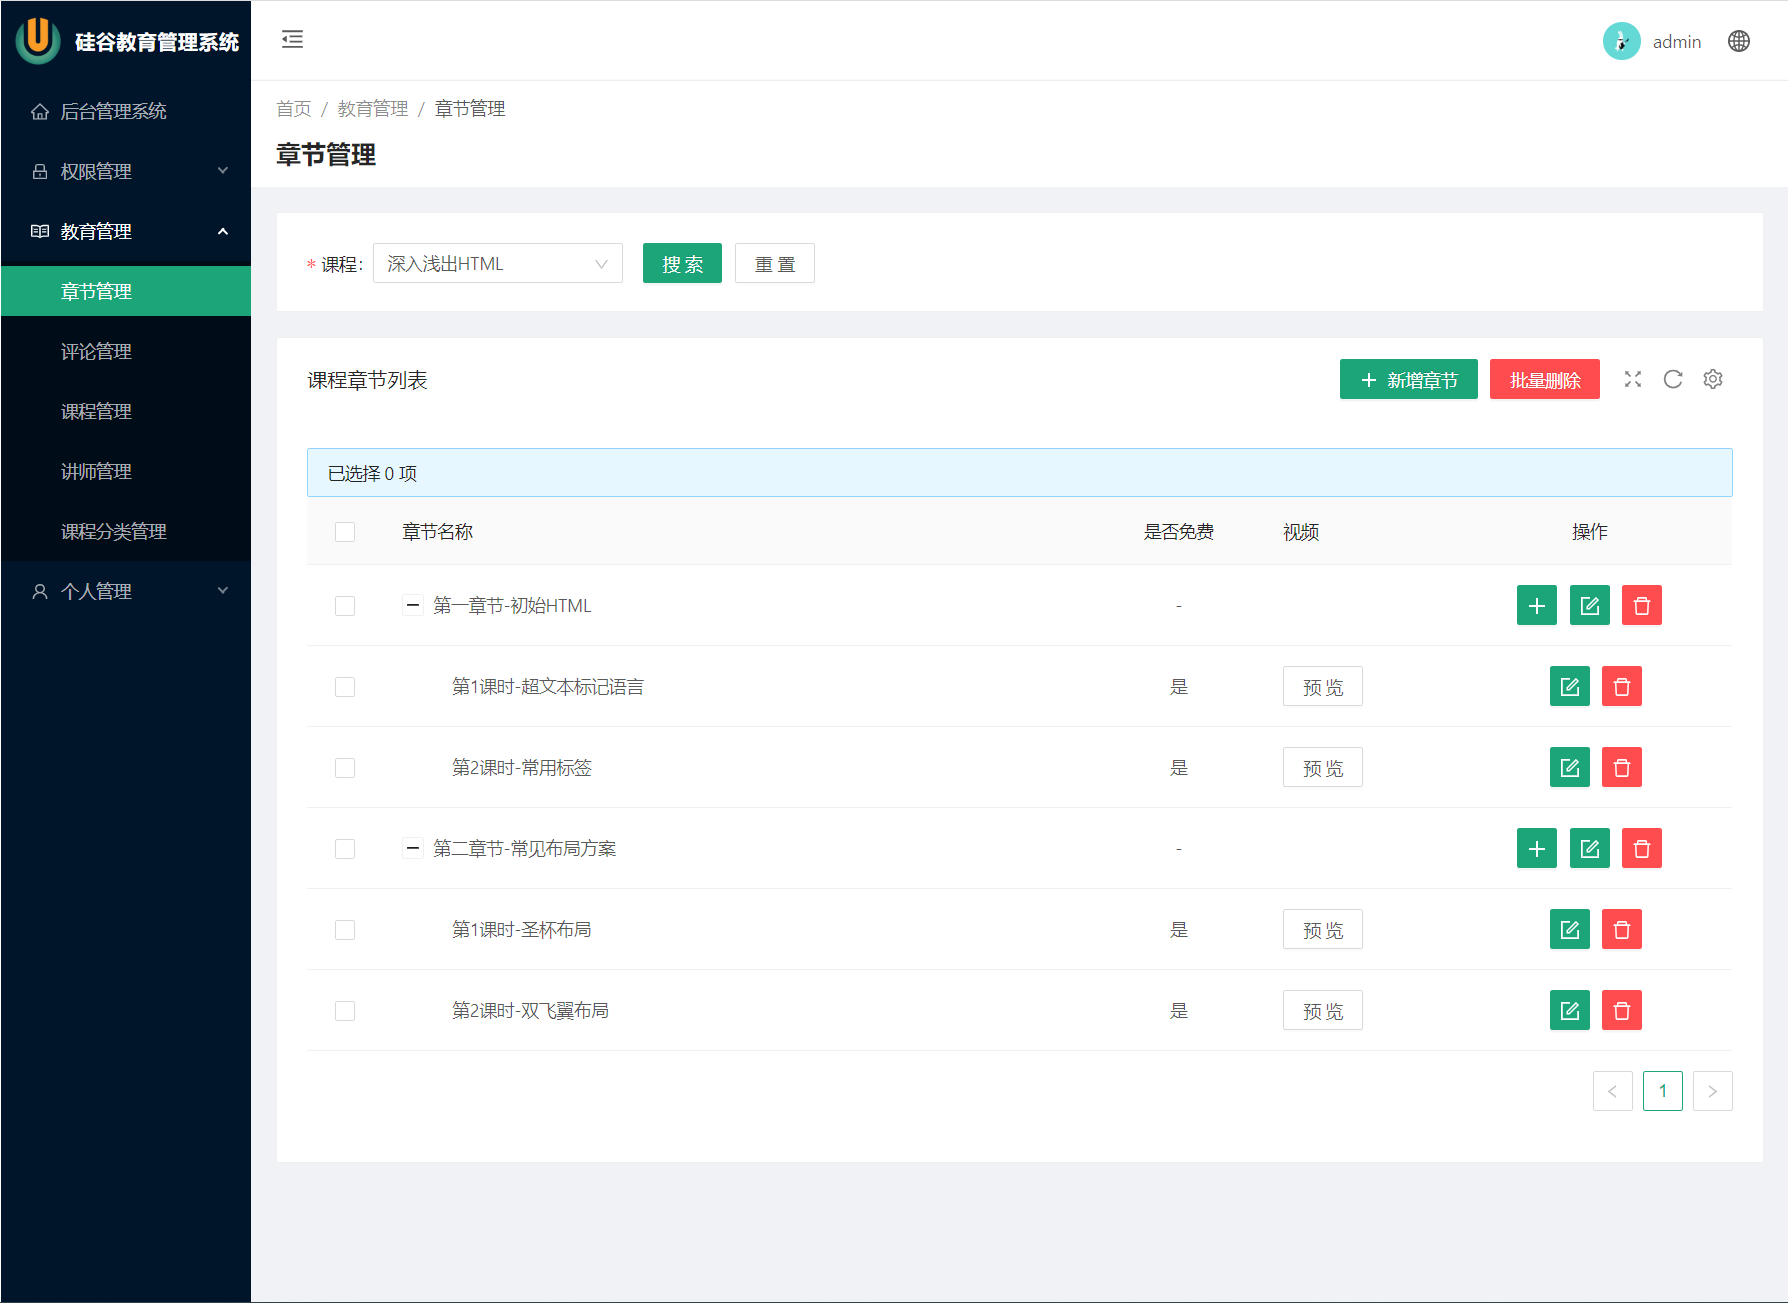 硅谷教育管理系统
admin
后台管理系统
权限管理
教育管理
章节管理
评论管理
课程管理
讲师管理
课程分类管理
个人管理
首页 / 教育管理 / 章节管理
章节管理
* 课程: 深入浅出HTML 搜 索 重 置
课程章节列表 新增章节 批量删除
已选择 0 项
章节名称 是否免费 视频 操作
第一章节-初始HTML -
第1课时-超文本标记语言 是 预 览
第2课时-常用标签 是 预 览
第二章节-常见布局方案 -
第1课时-圣杯布局 是 预 览
第2课时-双飞翼布局 是 预 览
< 1 >